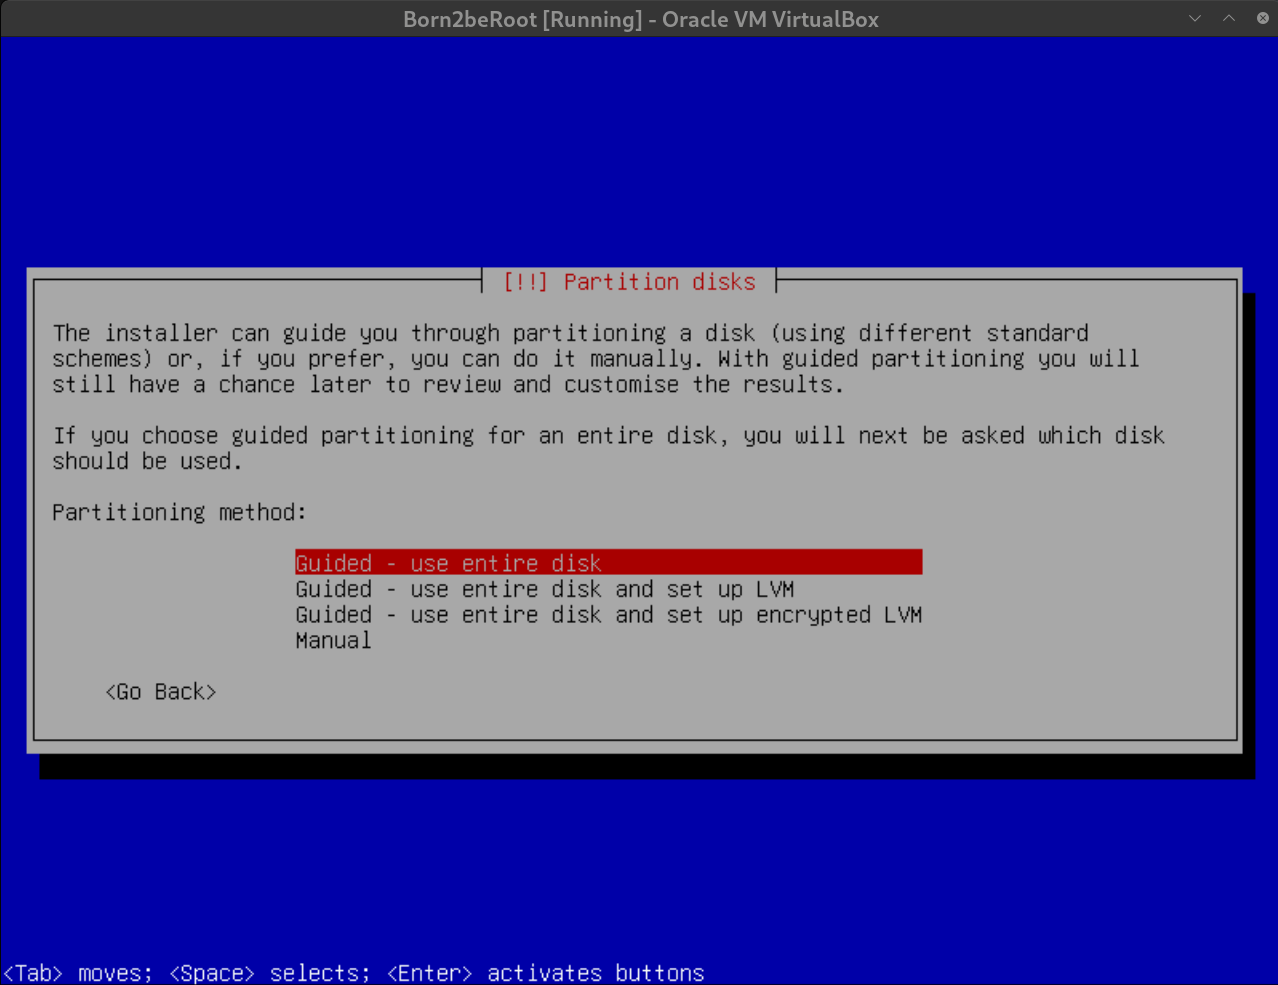 Born2beRoot [Running] - Oracle VM VirtualBox
[!!] Partition disks
The installer can guide you through partitioning a disk (using different standard
schemes) or, if you prefer, you can do it manually. With guided partitioning you will
still have a chance later to review and customise the results.
If you choose guided partitioning for an entire disk, you will next be asked which disk
should be used.
Partitioning method:
Guided - use entire disk
Guided - use entire disk and set up LVM
Guided - use entire disk and set up encrypted LVM
Manual
<Go Back>
<Tab> moves; <Space> selects; <Enter> activates buttons